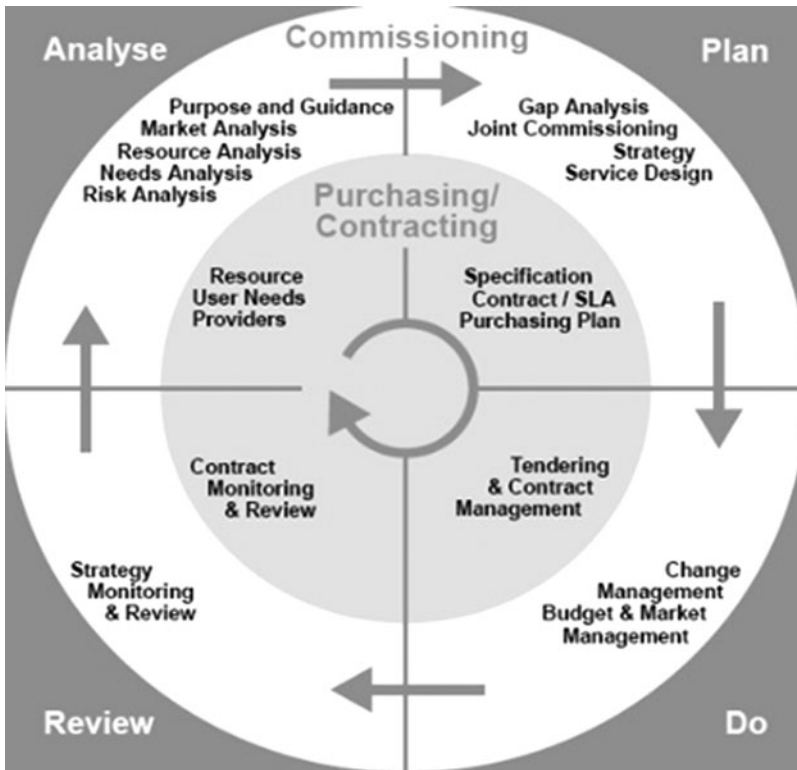 Analyse
Commissioning
Plan
Purpose and Guidance
Market Analysis
Resource Analysis
Needs Analysis
Risk Analysis
Gap Analysis
Joint Commissioning
Strategy
Service Design
Purchasing/
Contracting
Resource
User Needs
Providers
Specification
Contract / SLA
Purchasing Plan
Contract
Monitoring
& Review
Tendering
& Contract
Management
Strategy
Monitoring
& Review
Change
Management
Budget & Market
Management
Review
Do